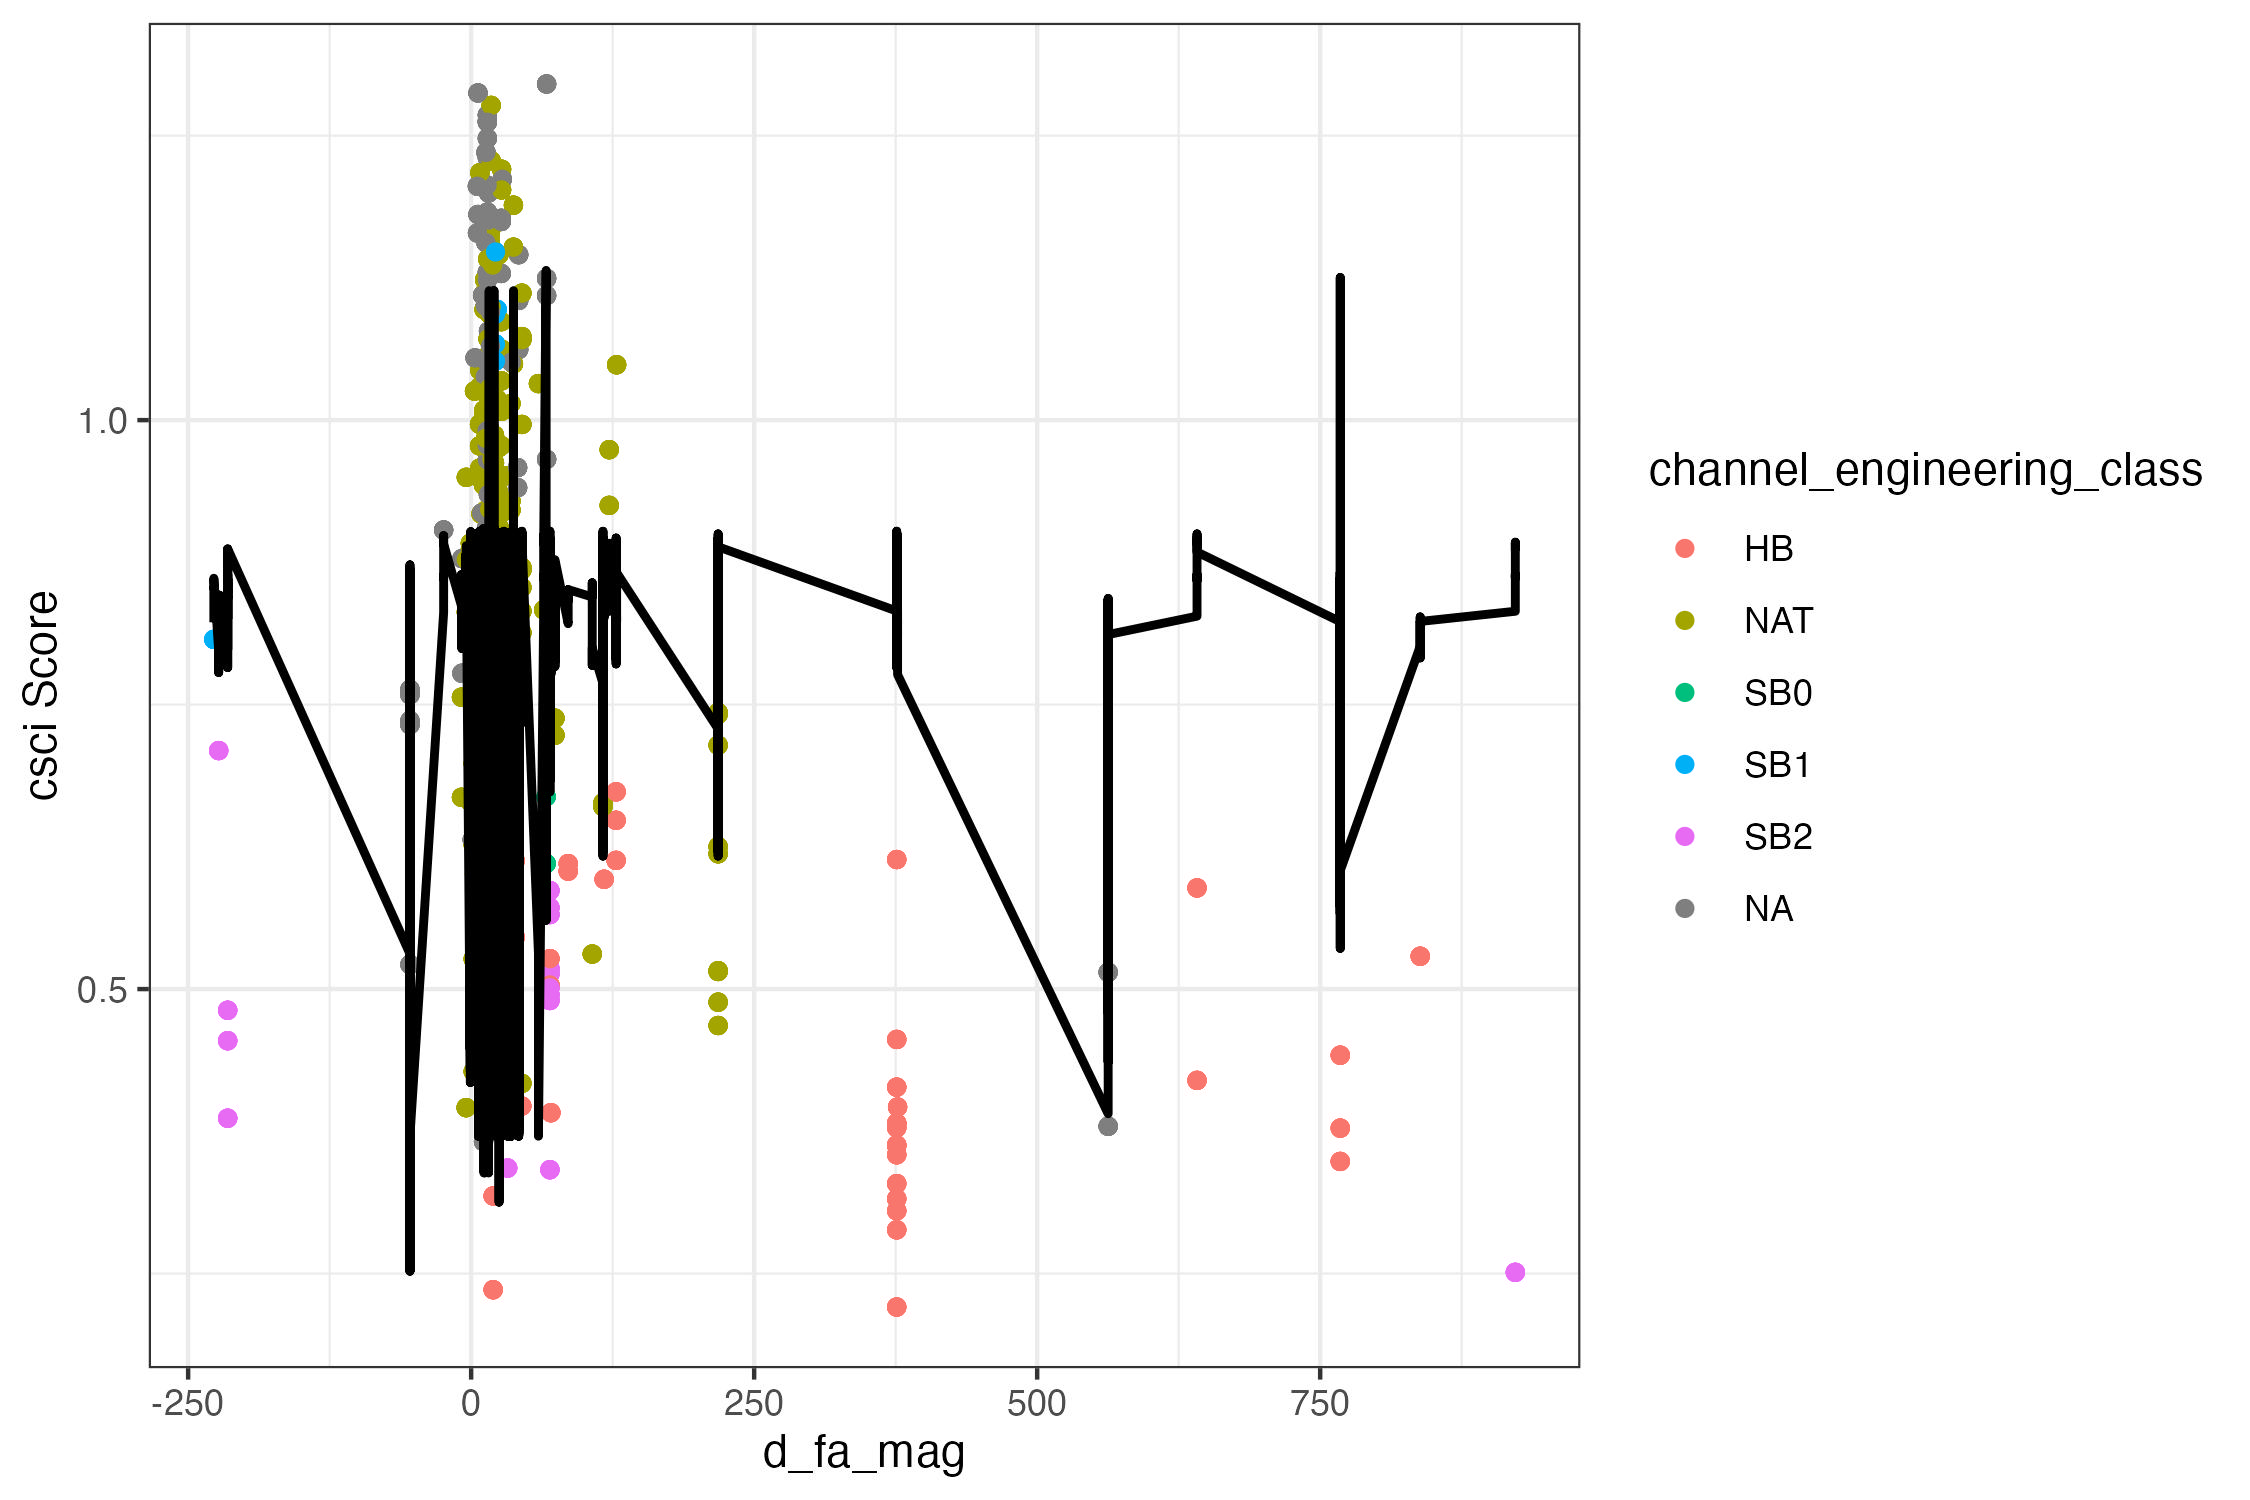 1.0
0.5
csci Score
-250
0
250
500
750
d_fa_mag
channel_engineering_class
HB
NAT
SB0
SB1
SB2
NA